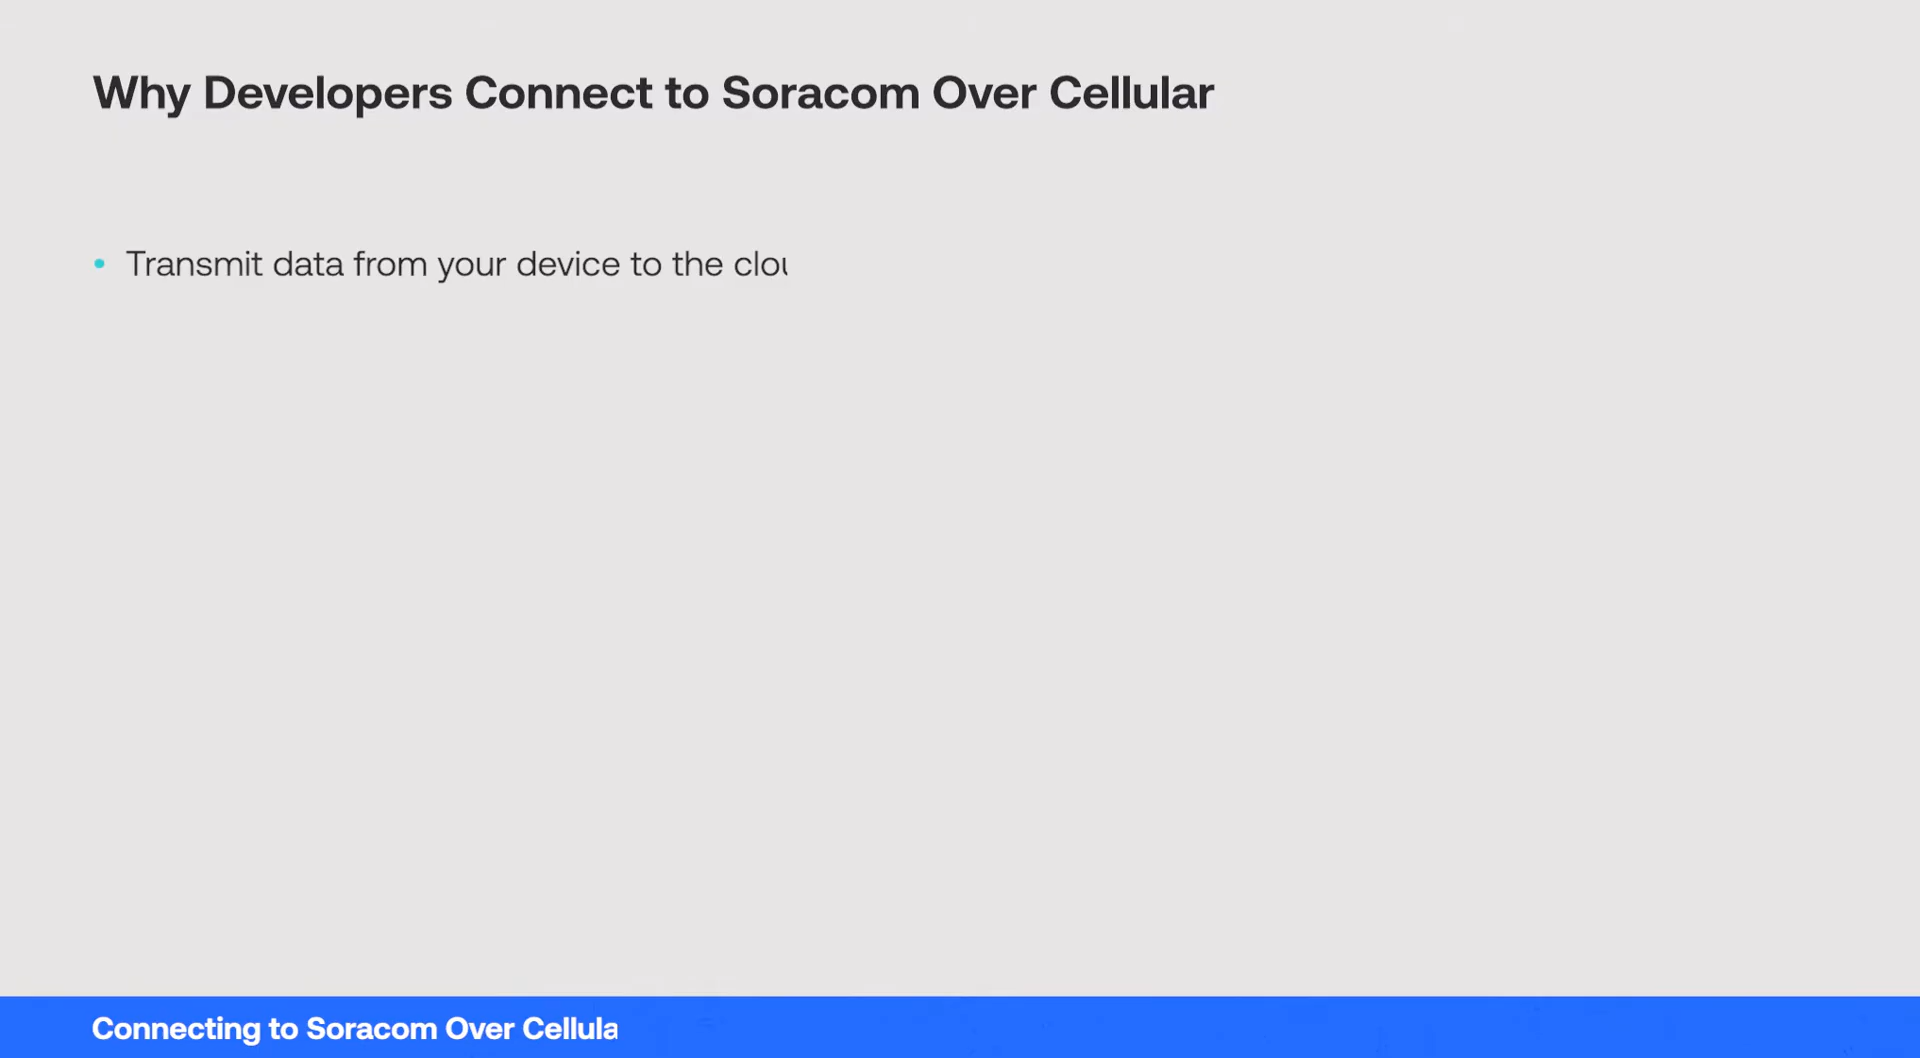 Why Developers Connect to Soracom Over Cellular
• Transmit data from your device to the clou
Connecting to Soracom Over Cellula